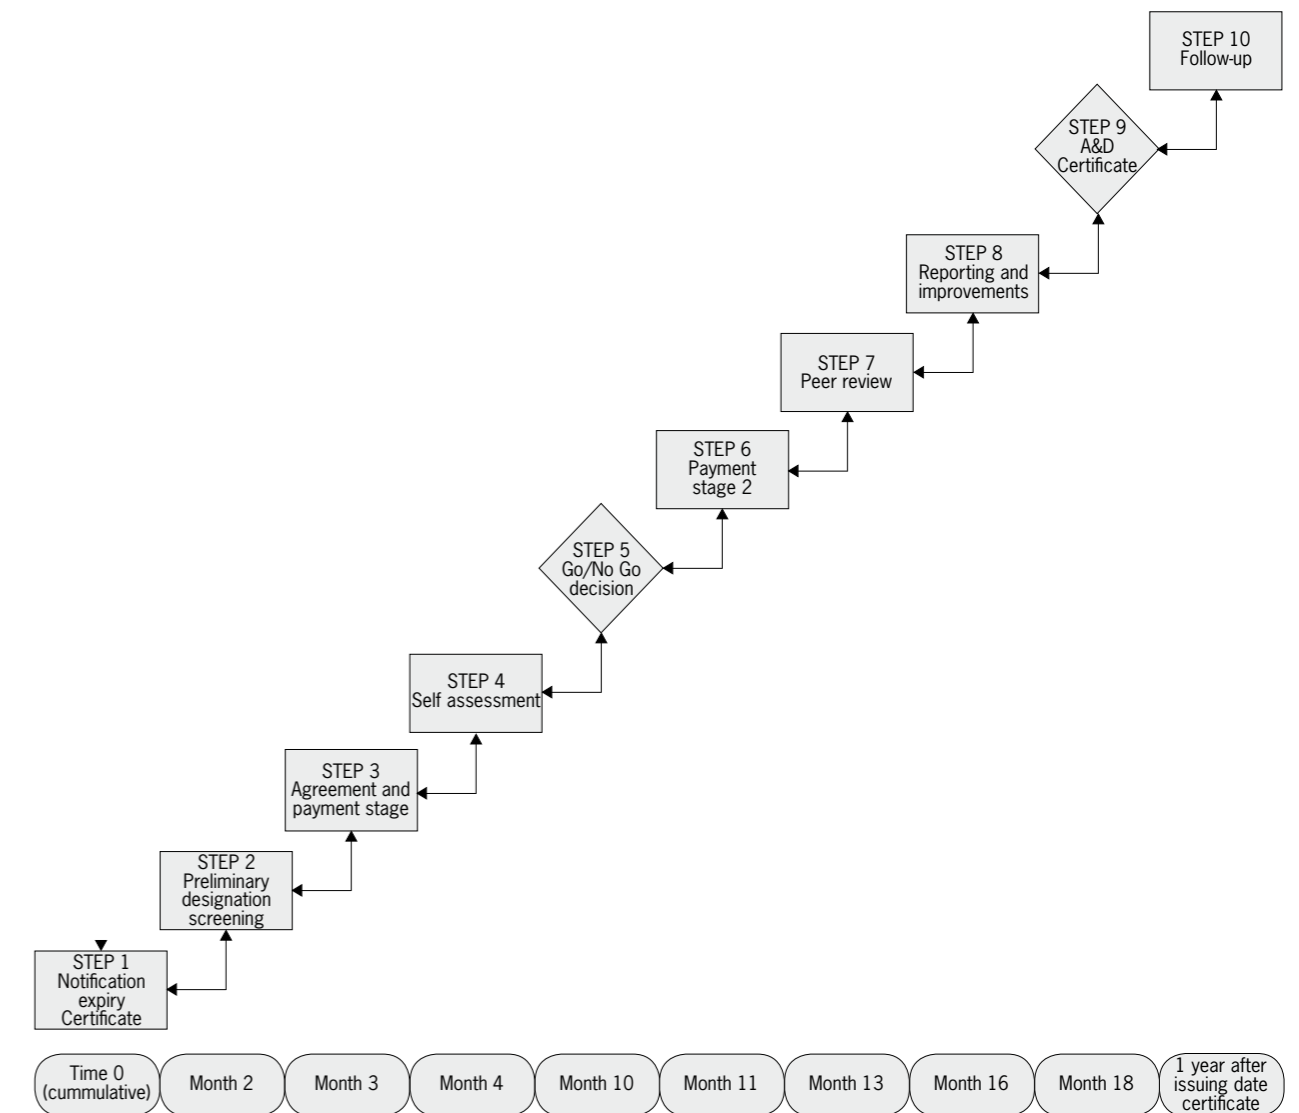 STEP 10
Follow-up
STEP 9
A&D
Certificate
STEP 8
Reporting and
improvements
STEP 7
Peer review
STEP 6
Payment
stage 2
STEP 5
Go/No Go
decision
STEP 4
Self assessment
STEP 3
Agreement and
payment stage
STEP 2
Preliminary
designation
screening
STEP 1
Notification
expiry
Certificate
Time 0
(cummulative)
Month 2
Month 3
Month 4
Month 10
Month 11
Month 13
Month 16
Month 18
1 year after
issuing date
certificate